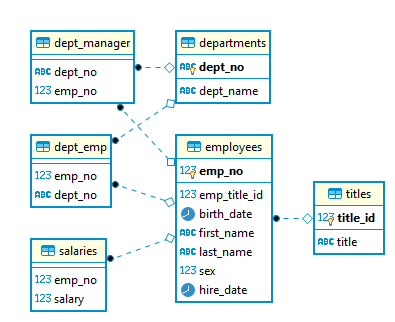 dept_manager
ABC dept_no
123 emp_no
departments
ABC dept_no
ABC dept_name
dept_emp
123 emp_no
ABC dept_no
employees
123 emp_no
123 emp_title_id
birth_date
ABC first_name
ABC last_name
123 sex
hire_date
titles
123 title_id
ABC title
salaries
123 emp_no
123 salary